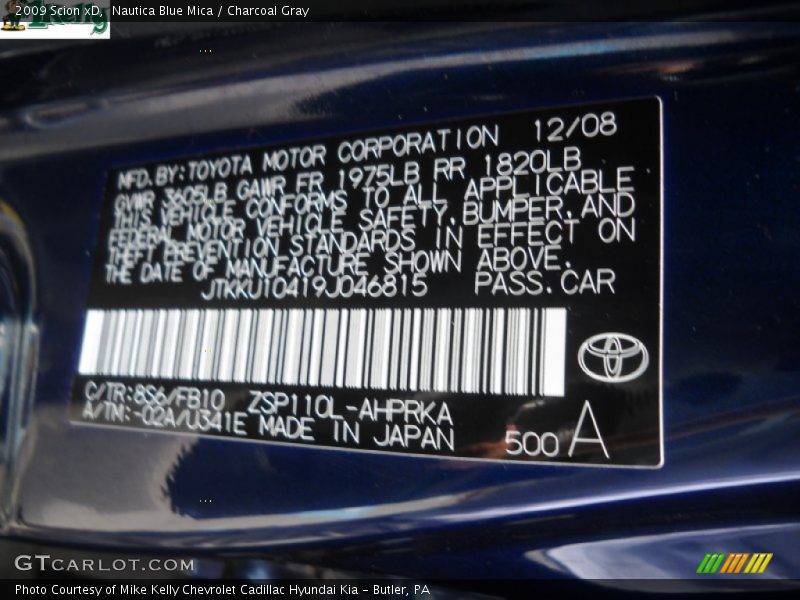 2009 Scion xD,  Nautica Blue Mica / Charcoal Gray
MFD. BY: TOYOTA MOTOR CORPORATION 12/08
GVWR 3605LB GAWR FR 1975LB RR 1820LB
THIS VEHICLE CONFORMS TO ALL APPLICABLE
FEDERAL MOTOR VEHICLE SAFETY, BUMPER, AND
THEFT PREVENTION STANDARDS IN EFFECT ON
THE DATE OF MANUFACTURE SHOWN ABOVE.
JTKKU10419J046815 PASS. CAR
C/TR: 8S6/FB10 ZSP110L-AHPRKA
A/TM: -02A/U341E MADE IN JAPAN 500 A
GTCARLOT.COM
Photo Courtesy of Mike Kelly Chevrolet Cadillac Hyundai Kia - Butler, PA